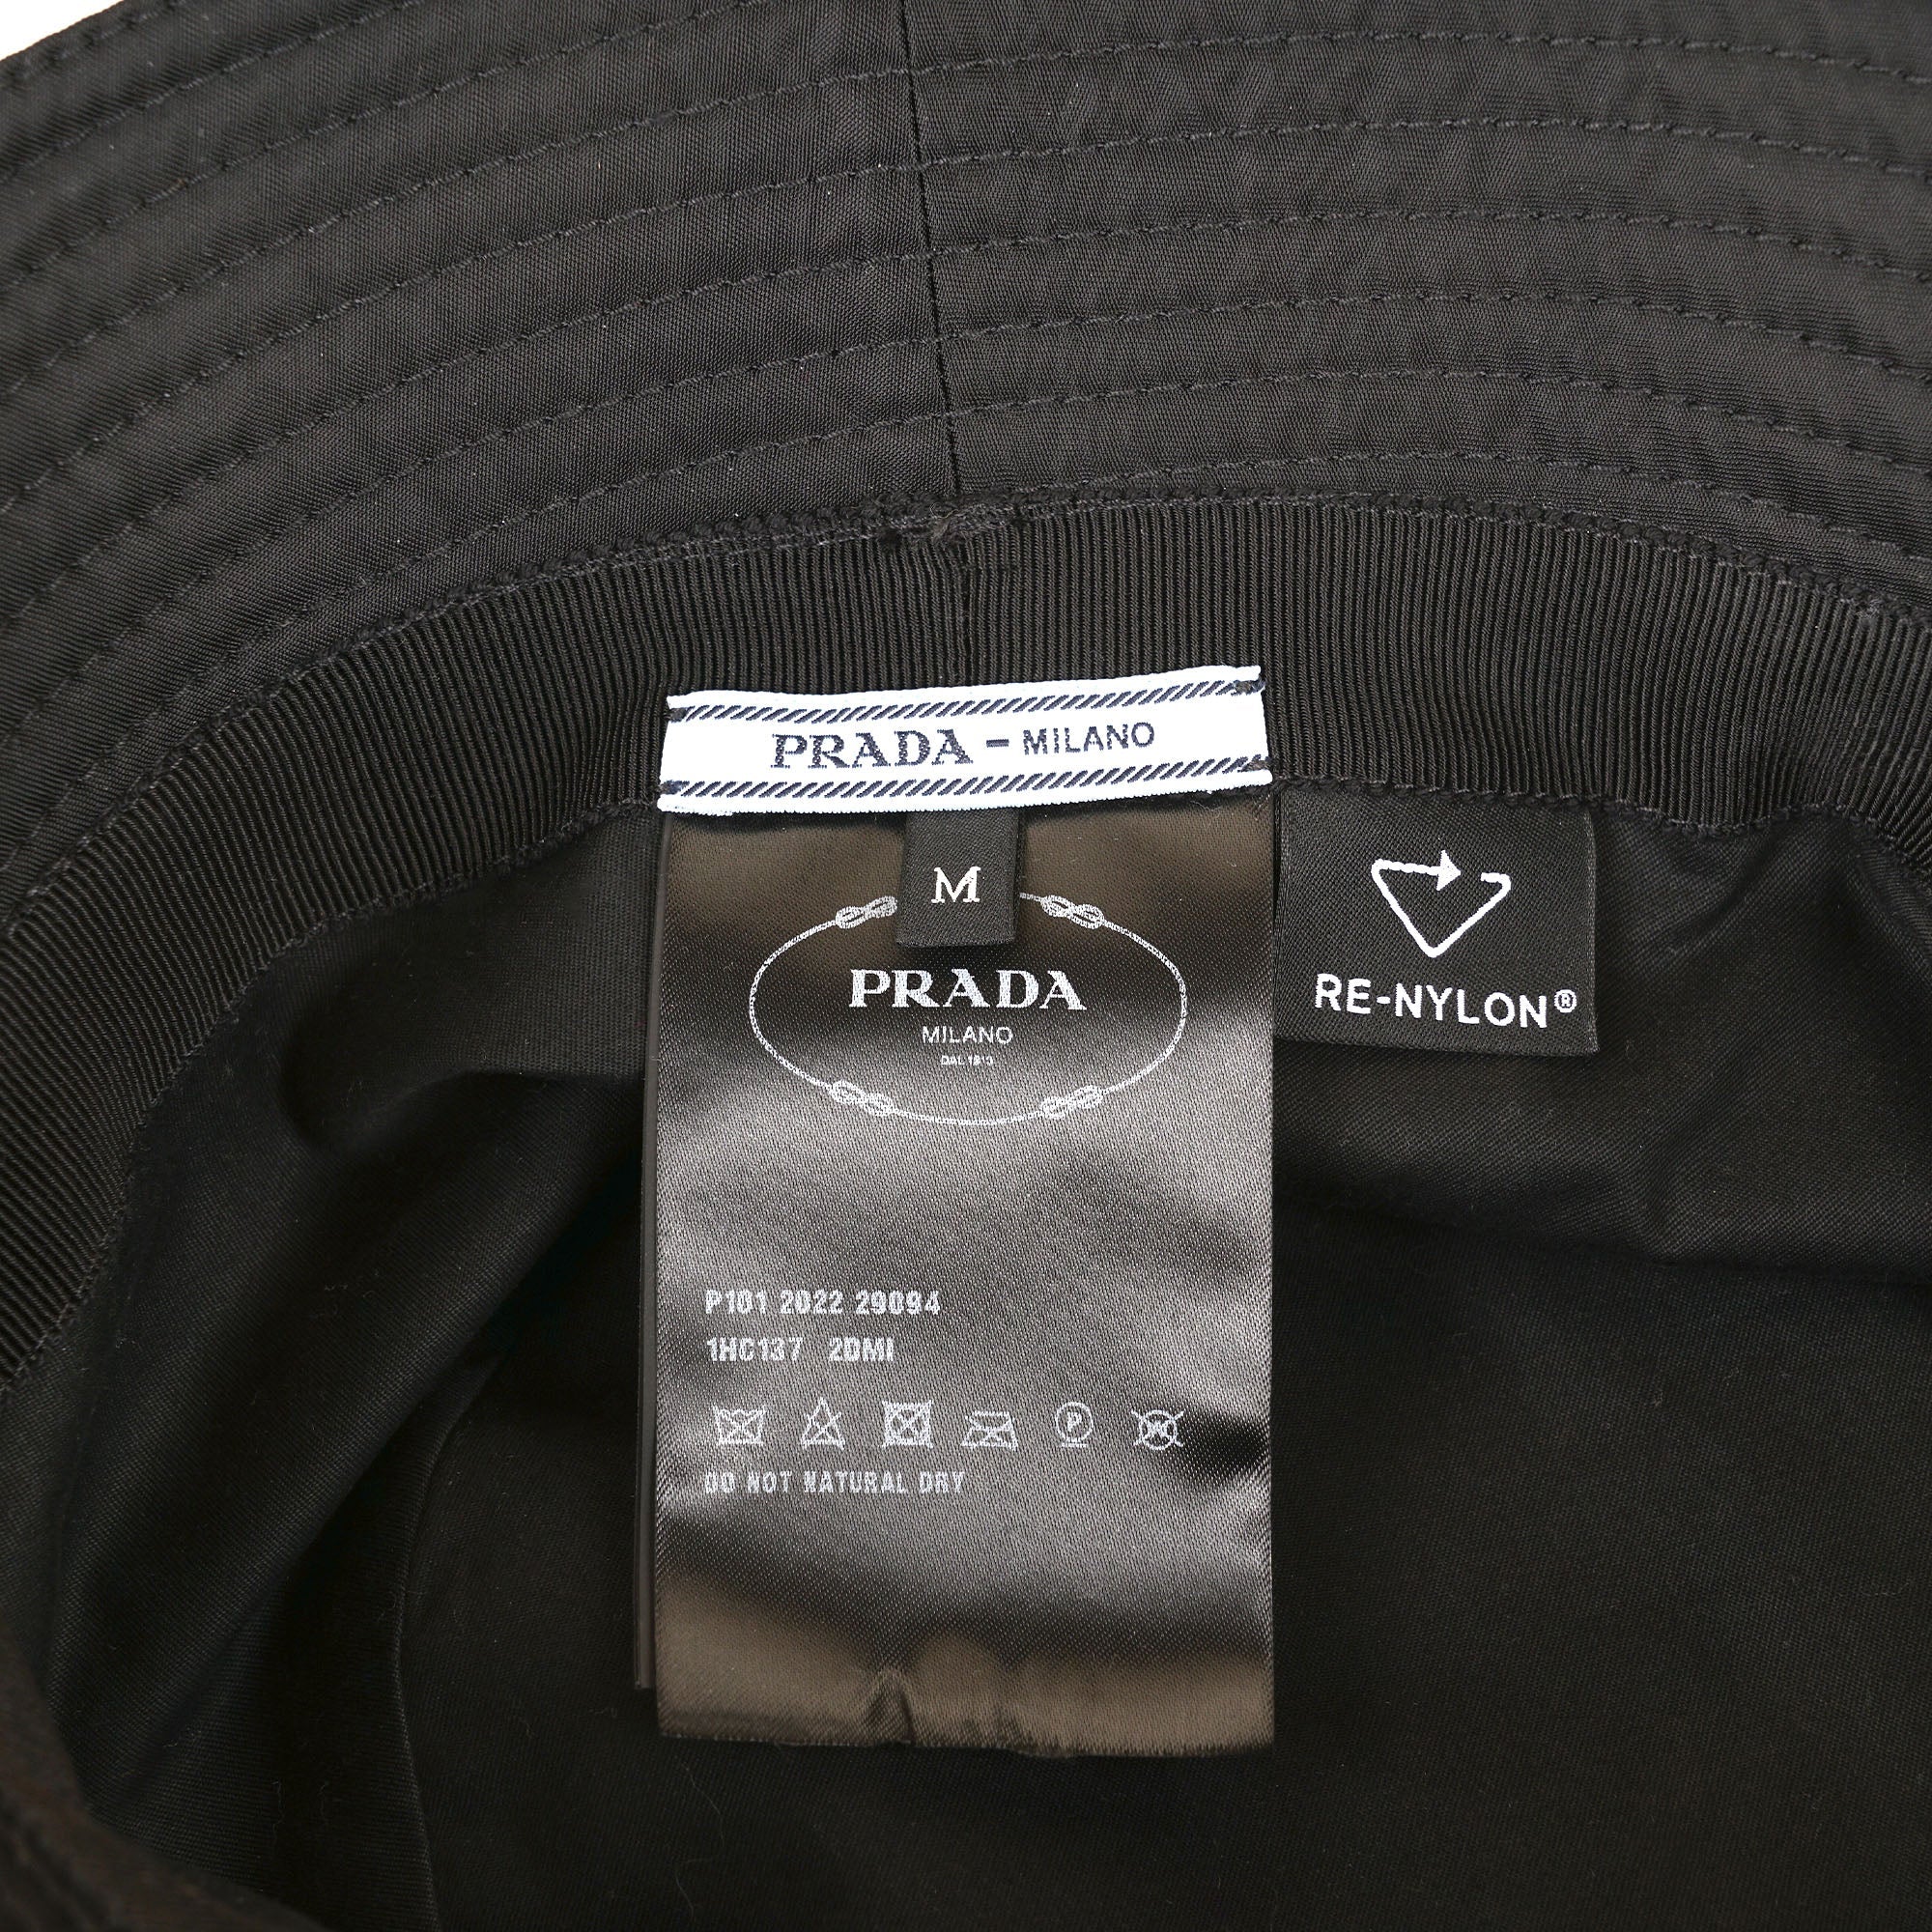 PRADA - MILANO
M
RE-NYLON®
PRADA
MILANO
DAL 1913
P101 2022 29094
1HC137 2DMI
P
DO NOT NATURAL DRY